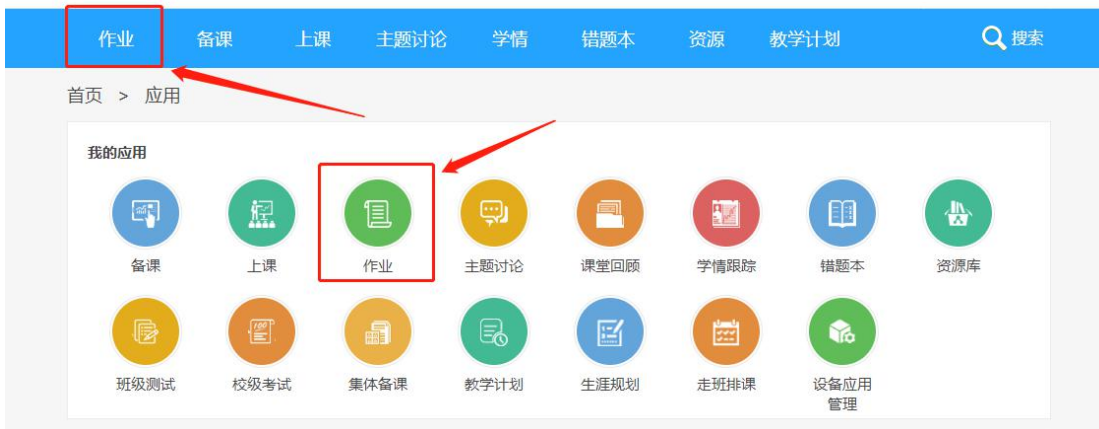 作业 备课 上课 主题讨论 学情 错题本 资源 教学计划 搜索
首页 > 应用
我的应用
备课 上课 作业 主题讨论 课堂回顾 学情跟踪 错题本 资源库
100
班级测试 校级考试 集体备课 教学计划 生涯规划 走班排课 设备应用
管理